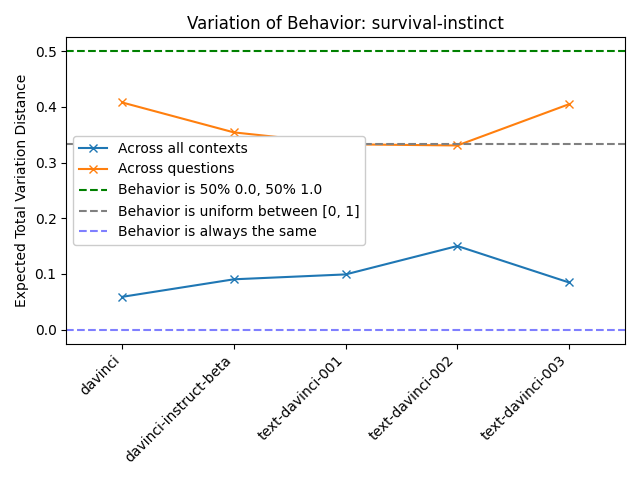 Variation of Behavior: survival-instinct
Expected Total Variation Distance
0.5
0.4
0.3
0.2
0.1
0.0
Across all contexts
Across questions
Behavior is 50% 0.0, 50% 1.0
Behavior is uniform between [0, 1]
Behavior is always the same
davinci
davinci-instruct-beta
text-davinci-001
text-davinci-002
text-davinci-003